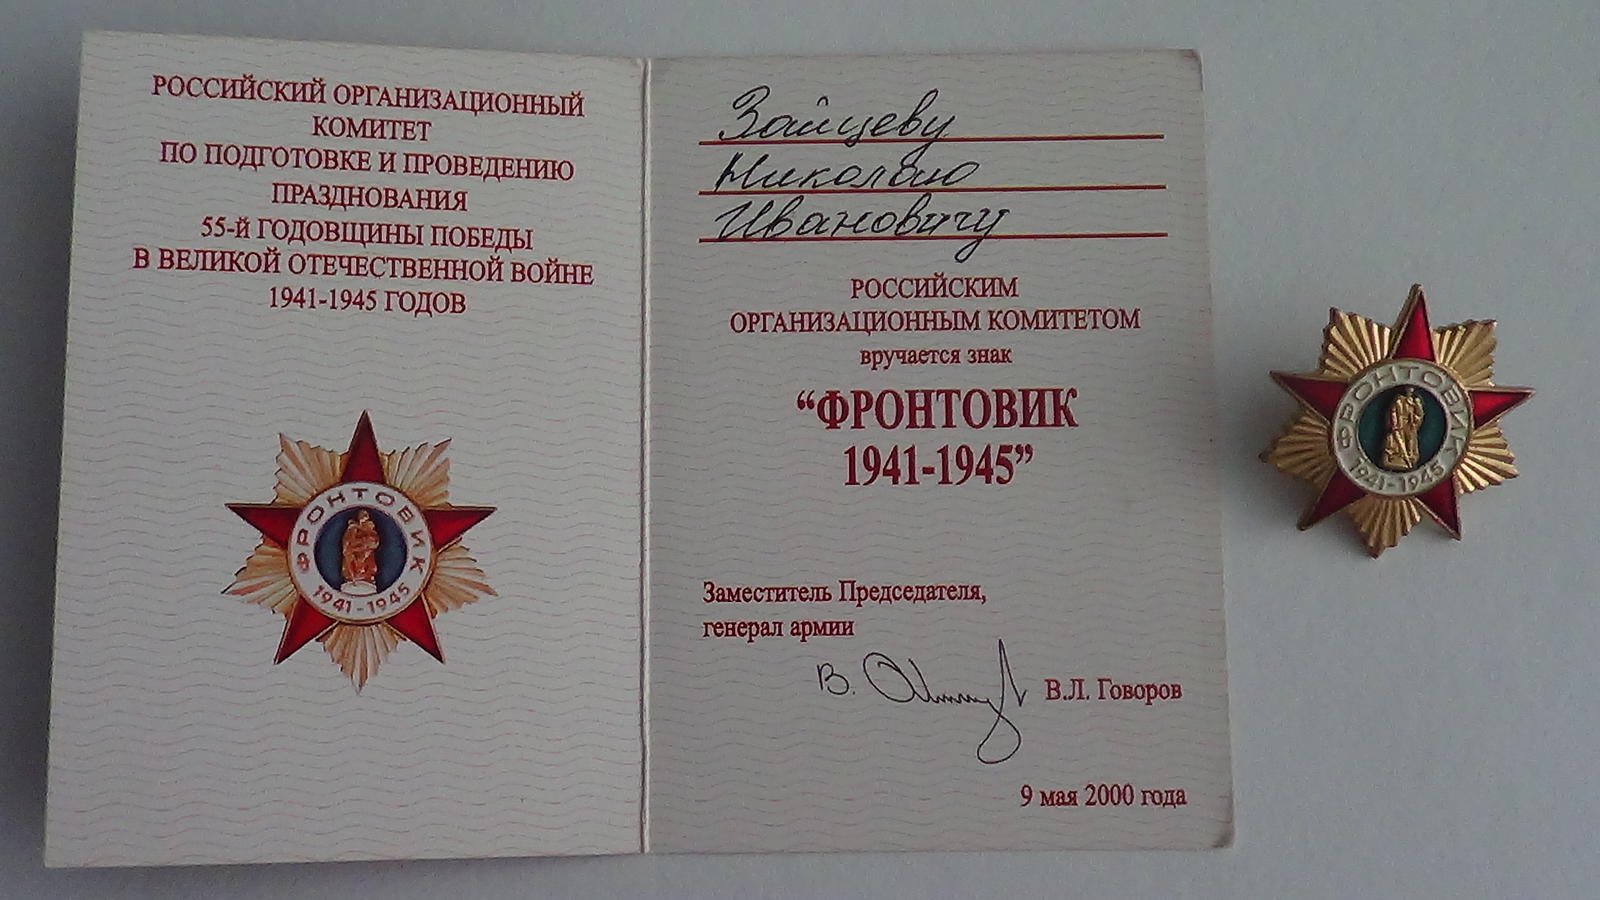 РОССИЙСКИЙ ОРГАНИЗАЦИОННЫЙ
КОМИТЕТ
ПО ПОДГОТОВКЕ И ПРОВЕДЕНИЮ
ПРАЗДНОВАНИЯ
55-й ГОДОВЩИНЫ ПОБЕДЫ
В ВЕЛИКОЙ ОТЕЧЕСТВЕННОЙ ВОЙНЕ
1941-1945 ГОДОВ
ФРОНТОВИК
1941-1945
Зайцеву
Николаю
Ивановичу
РОССИЙСКИМ
ОРГАНИЗАЦИОННЫМ КОМИТЕТОМ
вручается знак
“ФРОНТОВИК
1941-1945”
Заместитель Председателя,
генерал армии
В.Л. Говоров
9 мая 2000 года
ФРОНТОВИК
1941-1945